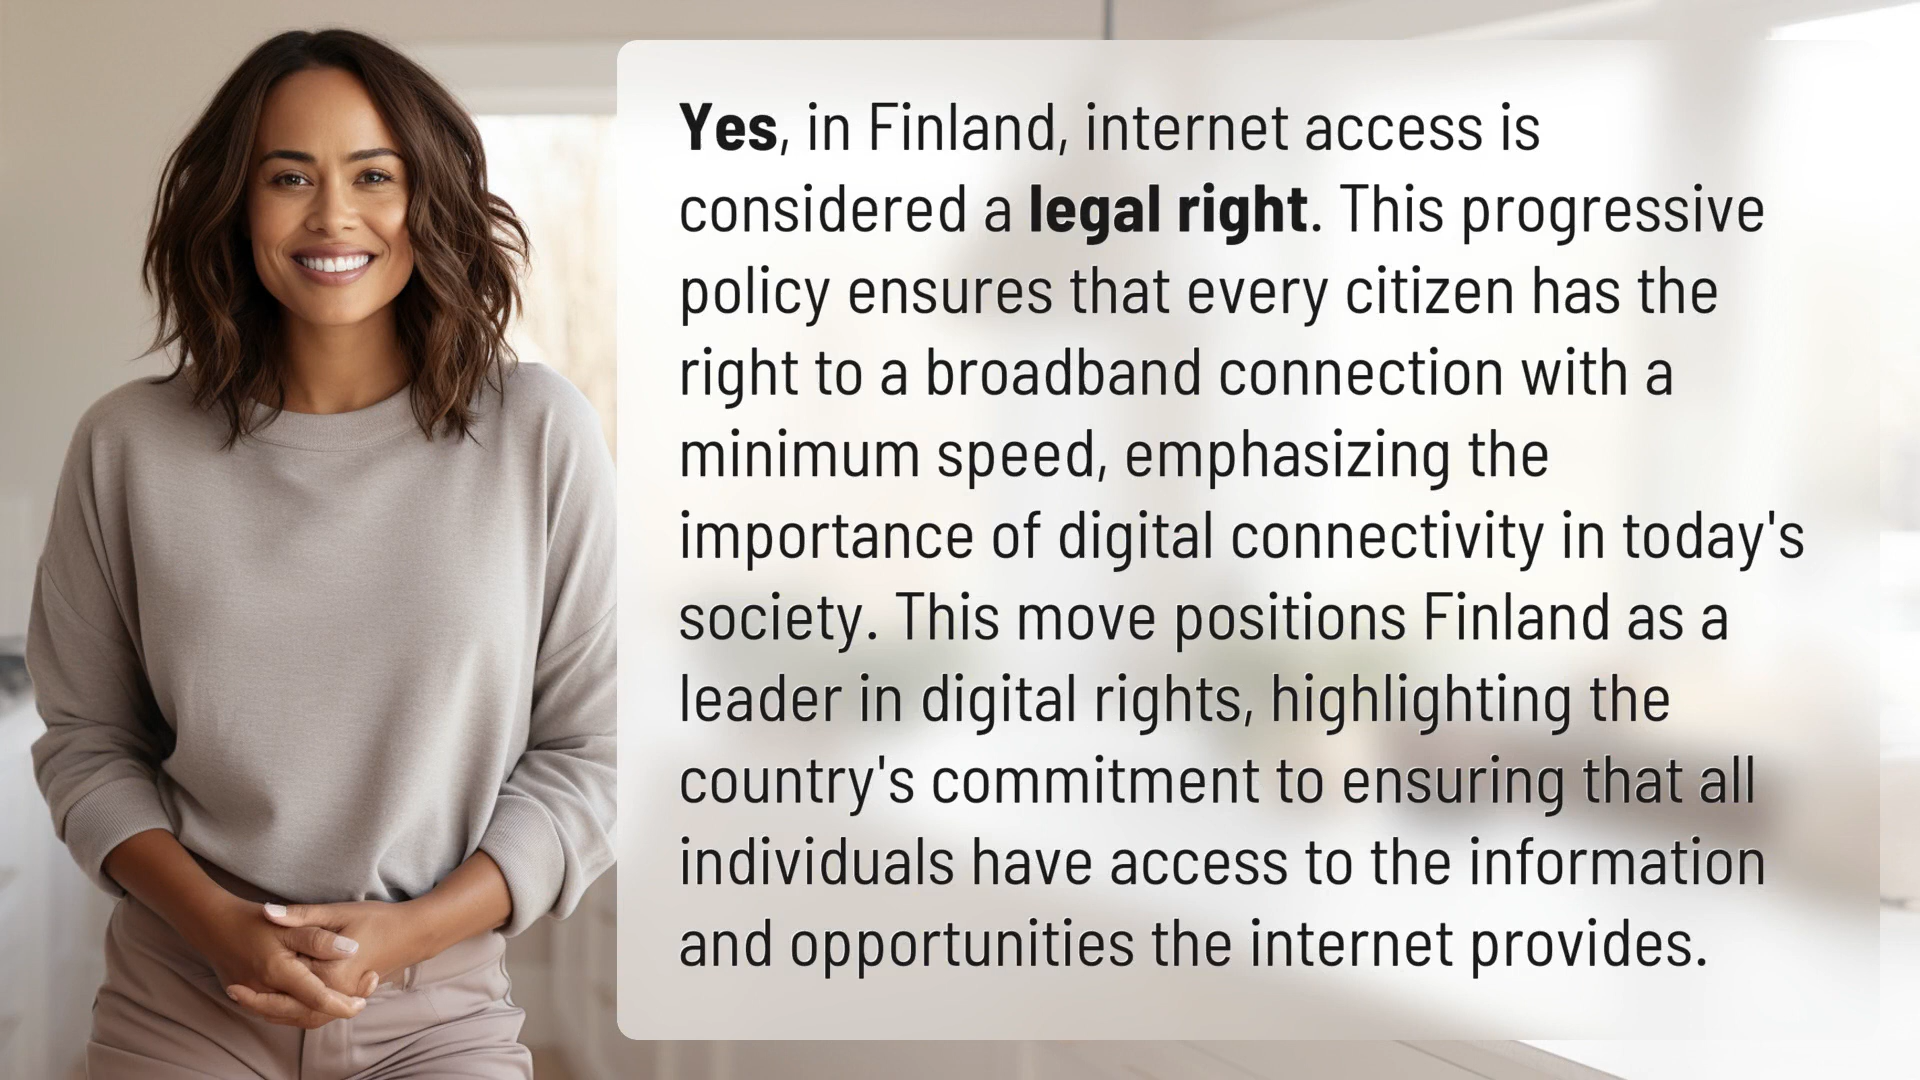 Yes, in Finland, internet access is
considered a legal right. This progressive
policy ensures that every citizen has the
right to a broadband connection with a
minimum speed, emphasizing the
importance of digital connectivity in today's
society. This move positions Finland as a
leader in digital rights, highlighting the
country's commitment to ensuring that all
individuals have access to the information
and opportunities the internet provides.